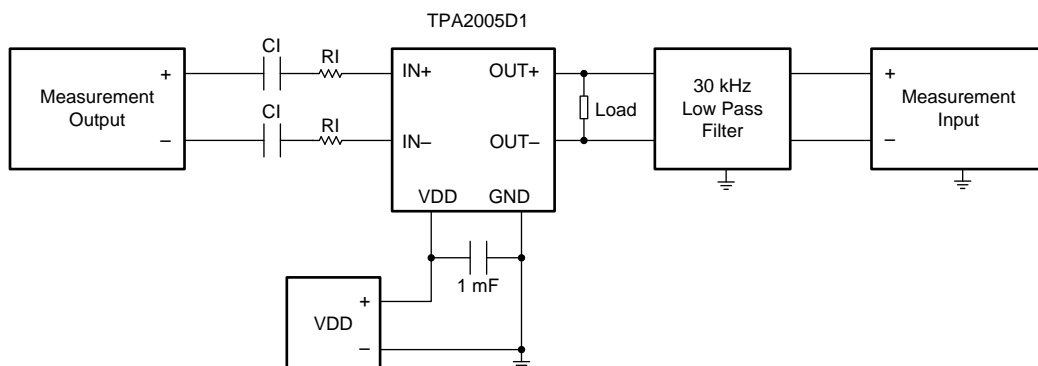 TPA2005D1
CI
RI
+
IN+
OUT+
+
Measurement
Output
CI
RI
Load
30 kHz
Low Pass
Filter
Measurement
Input
–
IN–
OUT–
–
VDD
GND
1 mF
+
VDD
–